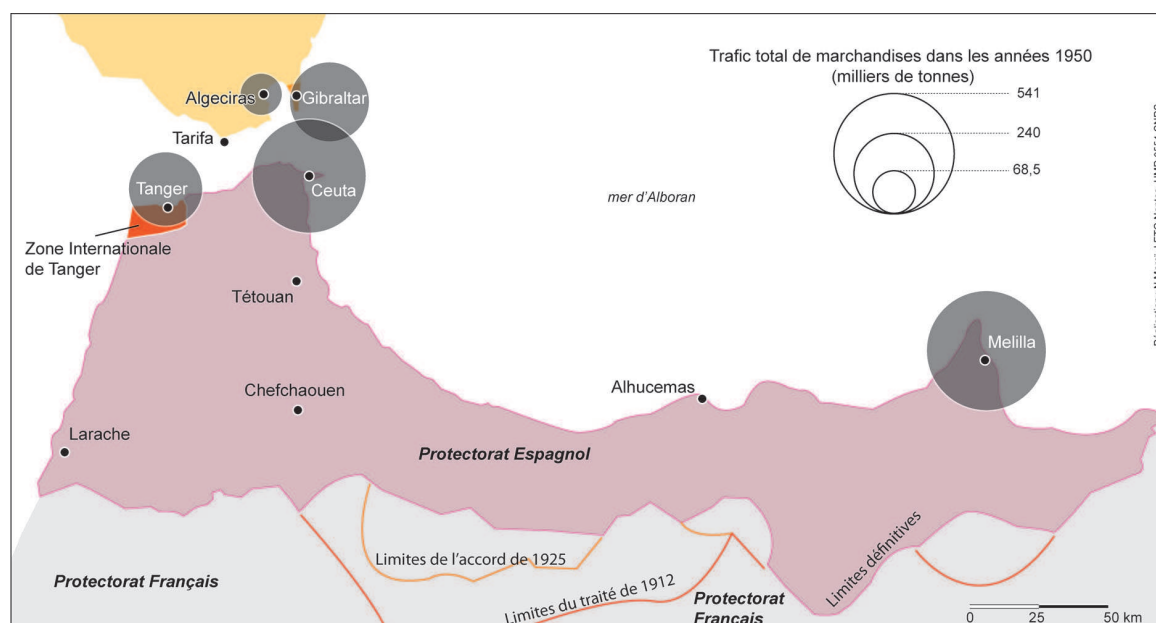 Trafic total de marchandises dans les années 1950
(milliers de tonnes)
541
240
68,5
Algeciras
Gibraltar
Tarifa
Tanger
Ceuta
mer d'Alboran
Zone Internationale
de Tanger
Tétouan
Melilla
Chefchaouen
Alhucemas
Larache
Protectorat Espagnol
Limites de l'accord de 1925
Limites définitives
Protectorat Français
Limites du traité de 1912
Protectorat
Français
0 25 50 km